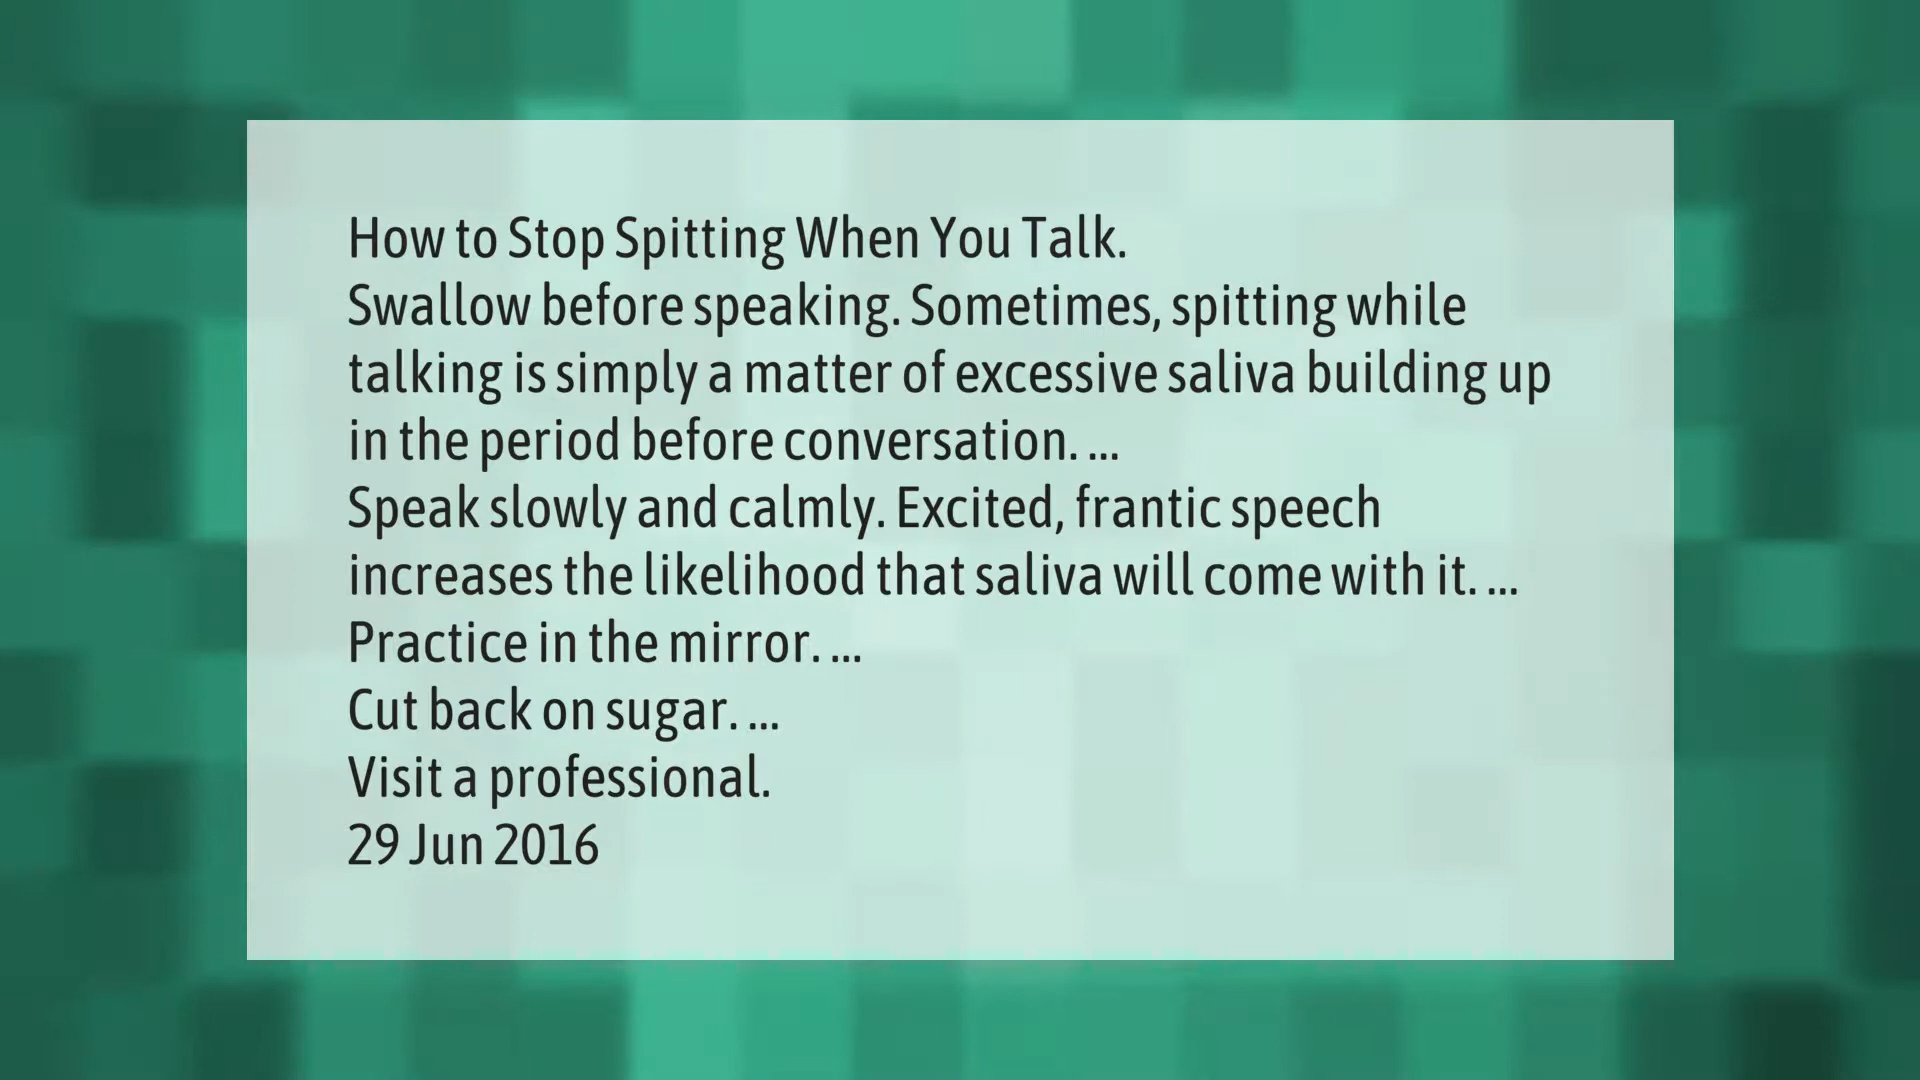 How to Stop Spitting When You Talk.
Swallow before speaking. Sometimes, spitting while
talking is simply a matter of excessive saliva building up
in the period before conversation. ...
Speak slowly and calmly. Excited, frantic speech
increases the likelihood that saliva will come with it. ...
Practice in the mirror. ...
Cut back on sugar. ...
Visit a professional.
29 Jun 2016